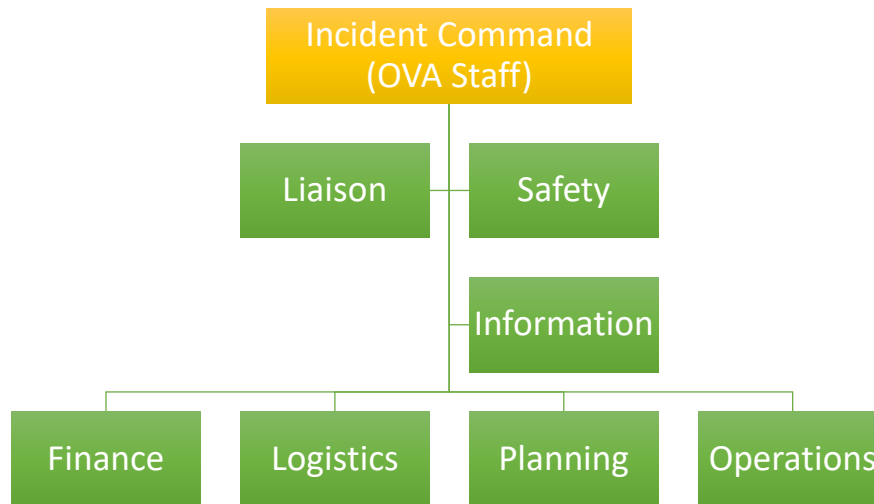 Incident Command
(OVA Staff)
Liaison
Safety
Information
Finance
Logistics
Planning
Operations